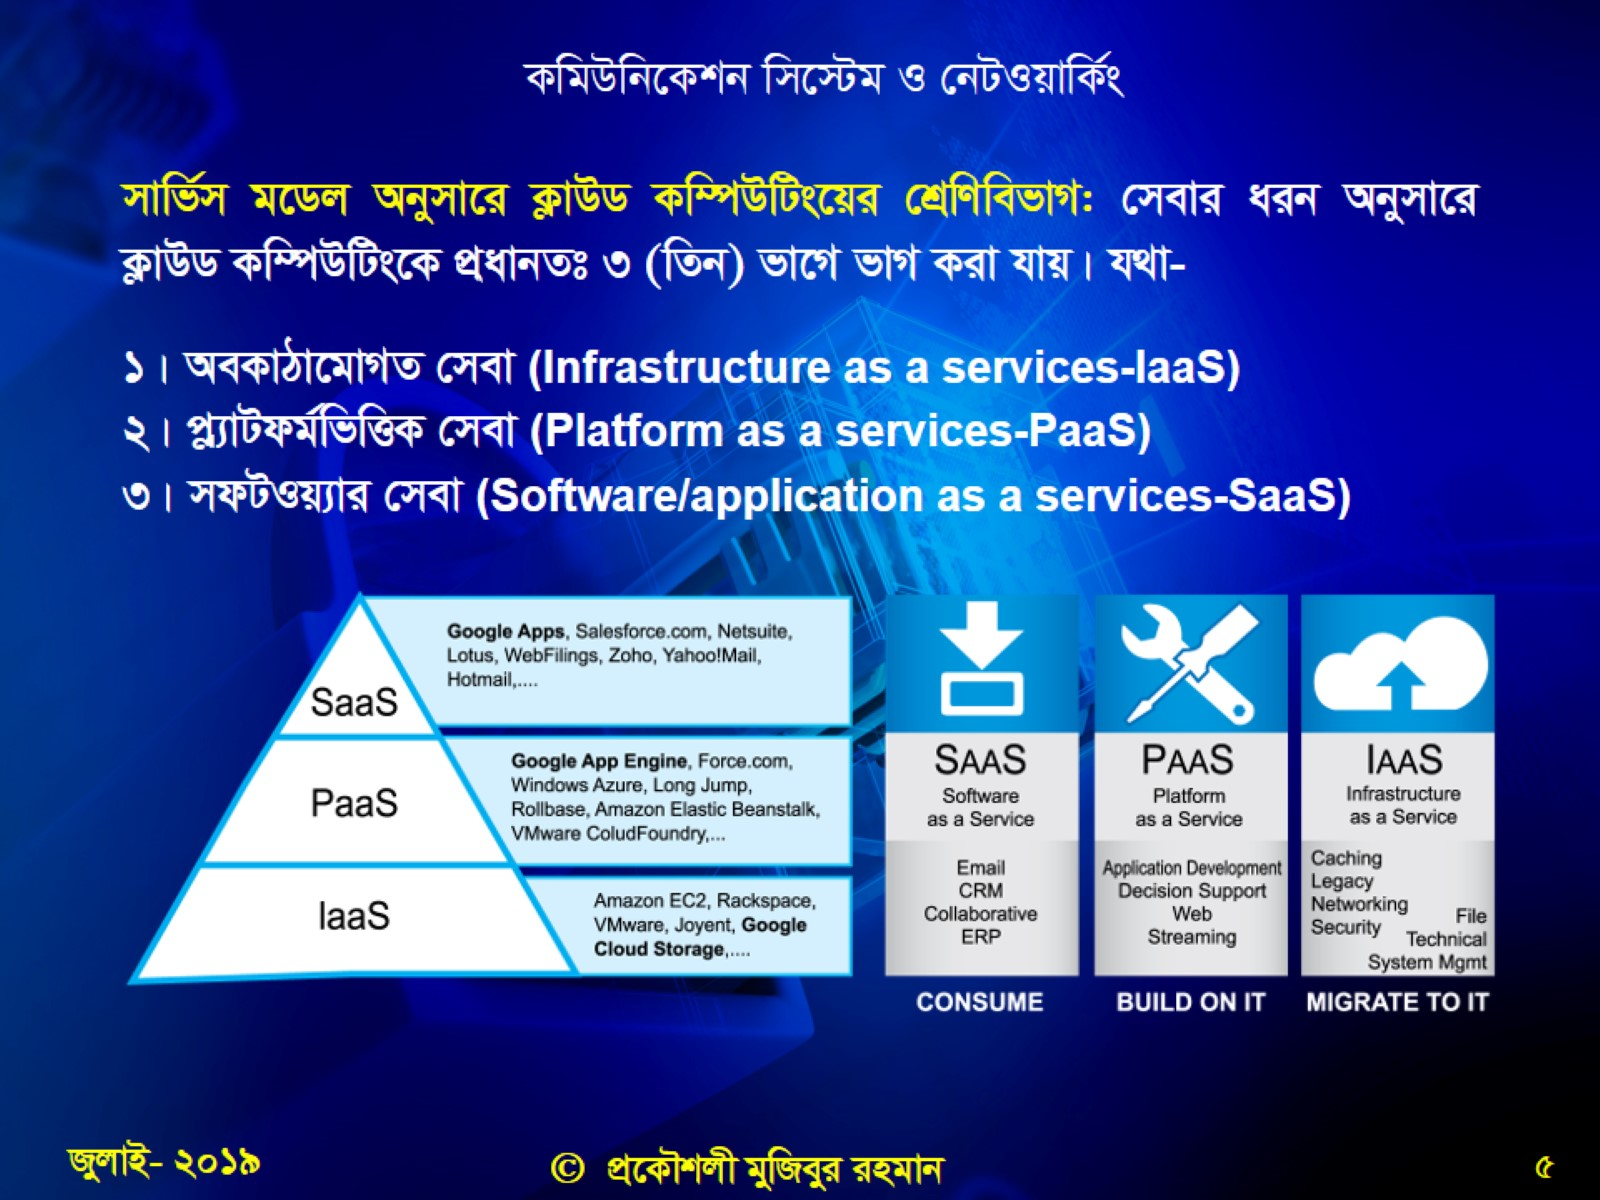 কমিউনিকেশন সিস্টেম ও নেটওয়ার্কিং
সার্ভিস মডেল অনুসারে ক্লাউড কম্পিউটিংয়ের শ্রেণিবিভাগ: সেবার ধরন অনুসারে
ক্লাউড কম্পিউটিংকে প্রধানতঃ ৩ (তিন) ভাগে ভাগ করা যায়। যথা-
১। অবকাঠামোগত সেবা (Infrastructure as a services-IaaS)
২। প্ল্যাটফর্মভিত্তিক সেবা (Platform as a services-PaaS)
৩। সফটওয়্যার সেবা (Software/application as a services-SaaS)
SaaS
Google Apps, Salesforce.com, Netsuite,
Lotus, WebFilings, Zoho, Yahoo!Mail,
Hotmail,....
PaaS
Google App Engine, Force.com,
Windows Azure, Long Jump,
Rollbase, Amazon Elastic Beanstalk,
VMware ColudFoundry,...
IaaS
Amazon EC2, Rackspace,
VMware, Joyent, Google
Cloud Storage,....
SAAS
Software
as a Service
Email
CRM
Collaborative
ERP
CONSUME
PAAS
Platform
as a Service
Application Development
Decision Support
Web
Streaming
BUILD ON IT
IAAS
Infrastructure
as a Service
Caching
Legacy
Networking
Security
File
Technical
System Mgmt
MIGRATE TO IT
জুলাই- ২০১৯
© প্রকৌশলী মুজিবুর রহমান
৫